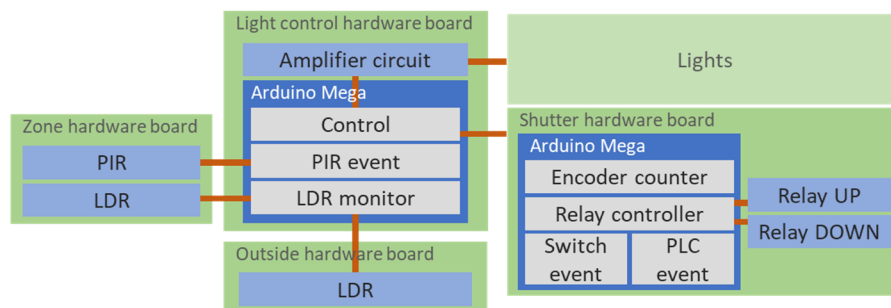 Light control hardware board
Amplifier circuit
Arduino Mega
Control
PIR event
LDR monitor
Zone hardware board
PIR
LDR
Outside hardware board
LDR
Lights
Shutter hardware board
Arduino Mega
Encoder counter
Relay controller
Switch
event
PLC
event
Relay UP
Relay DOWN